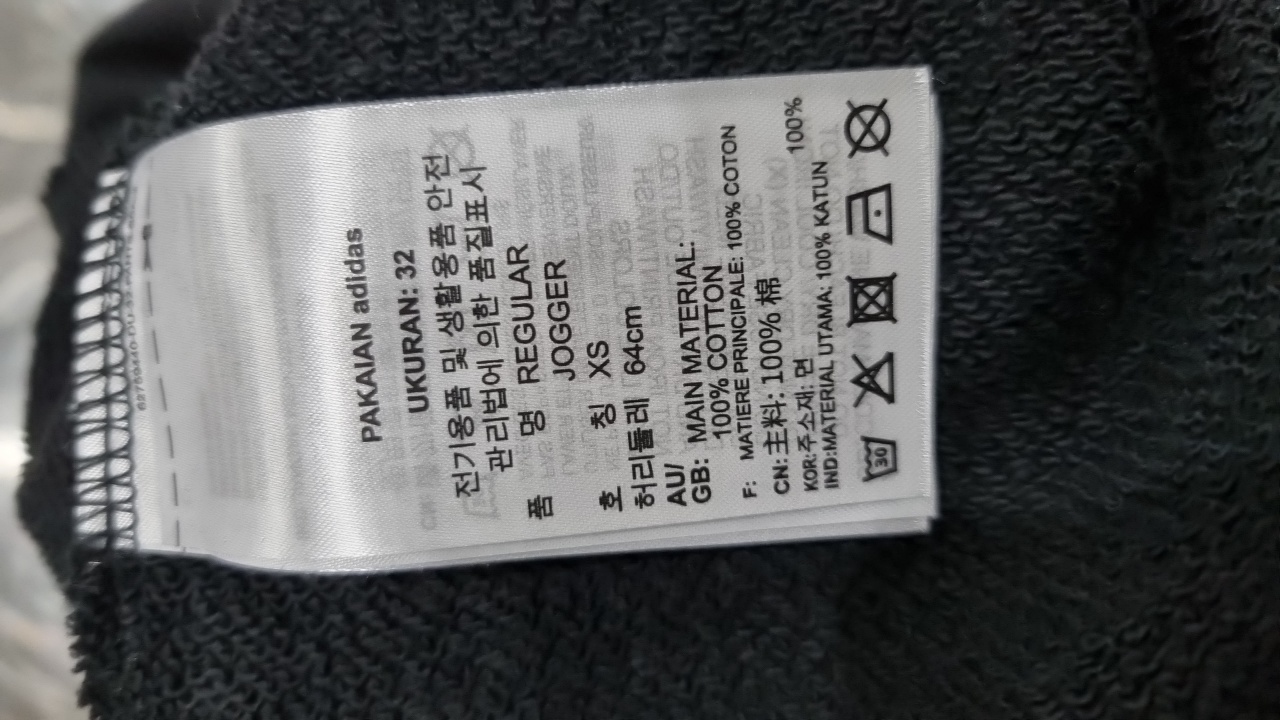 PAKAIAN adidas
UKURAN: 32
전기용품 및 생활용품 안전
관리법에 의한 품질표시
품 명 REGULAR
JOGGER
호 칭 XS
허리둘레 64cm
AU/
GB: MAIN MATERIAL:
100% COTTON
F: MATIERE PRINCIPALE: 100% COTON
CN: 主料: 100% 棉
KOR: 주소재: 면 100%
IND: MATERIAL UTAMA: 100% KATUN
30